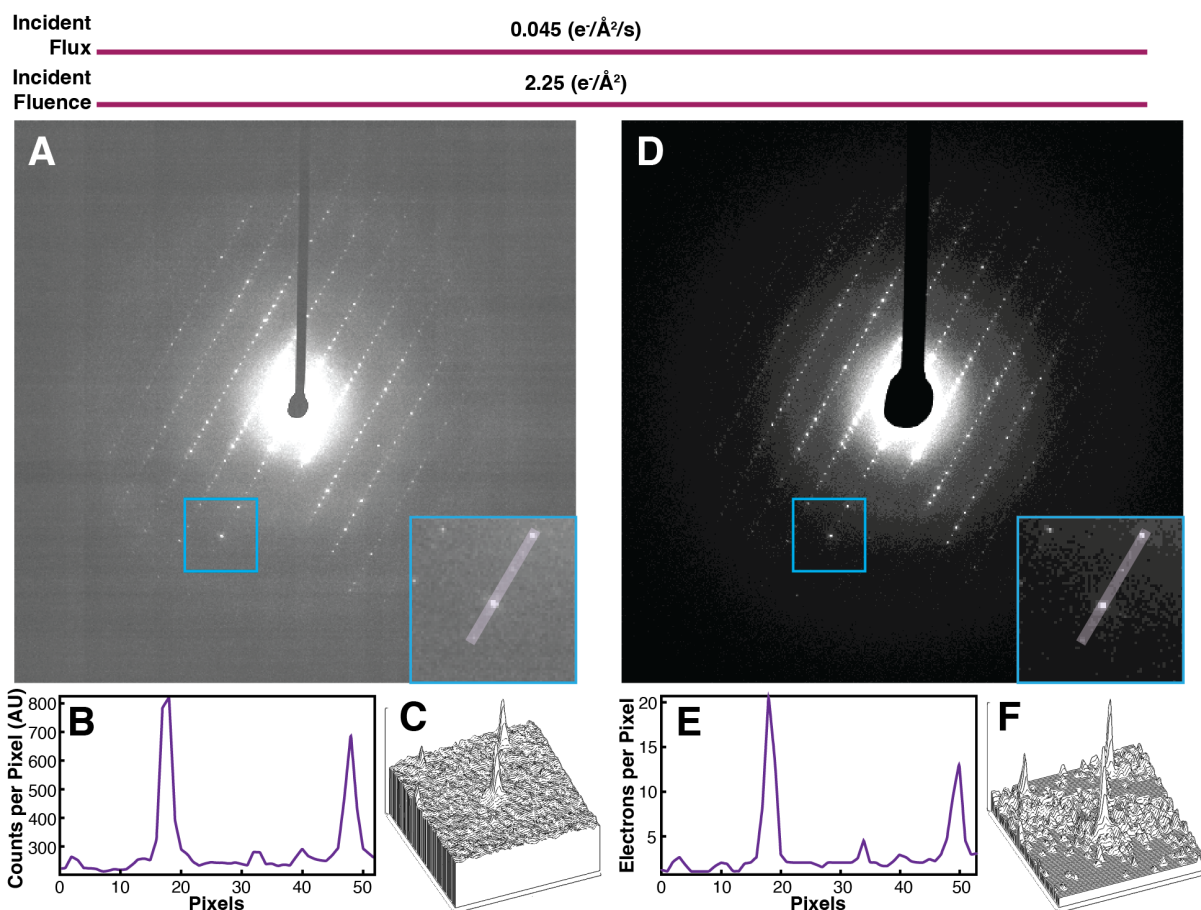 Incident
Flux
0.045 (e⁻/Å²/s)
Incident
Fluence
2.25 (e⁻/Å²)
A
D
B
Counts per Pixel (AU)
800
700
600
500
400
300
0 10 20 30 40 50
Pixels
C
E
Electrons per Pixel
20
15
10
5
0 10 20 30 40 50
Pixels
F